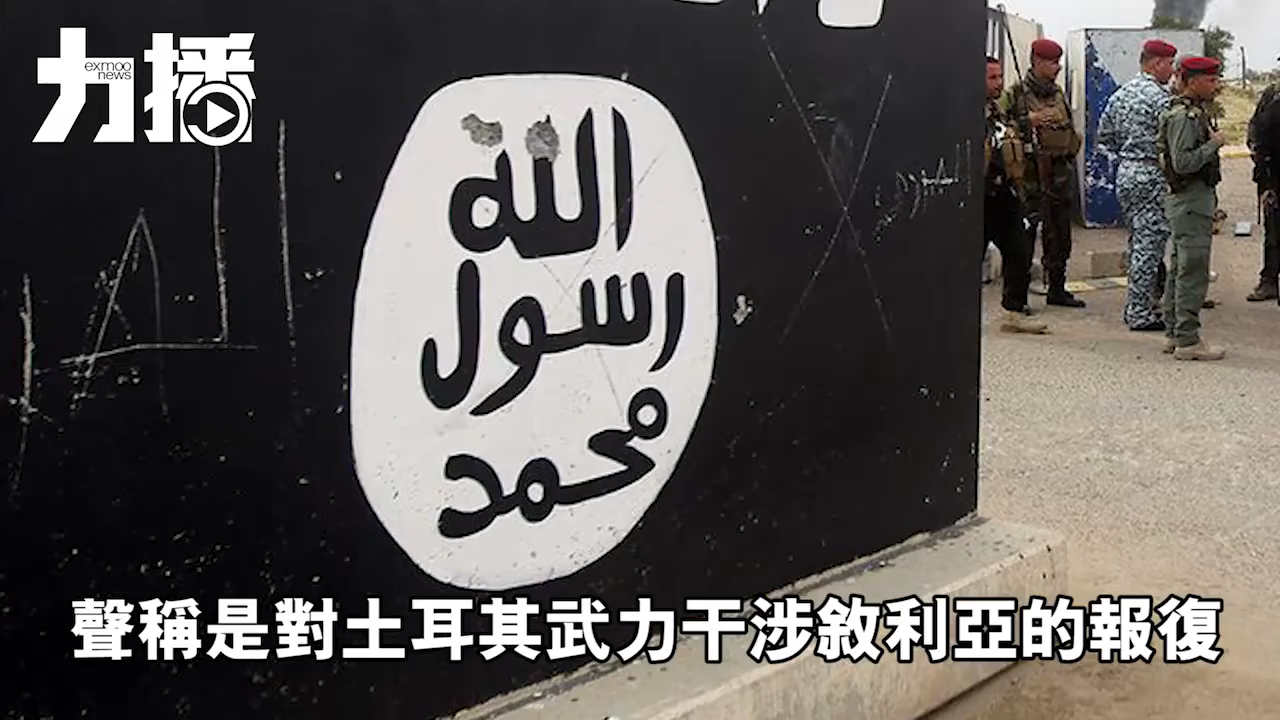 力播
exmoo
news
الله
رسول
محمد
聲稱是對土耳其武力干涉敘利亞的報復